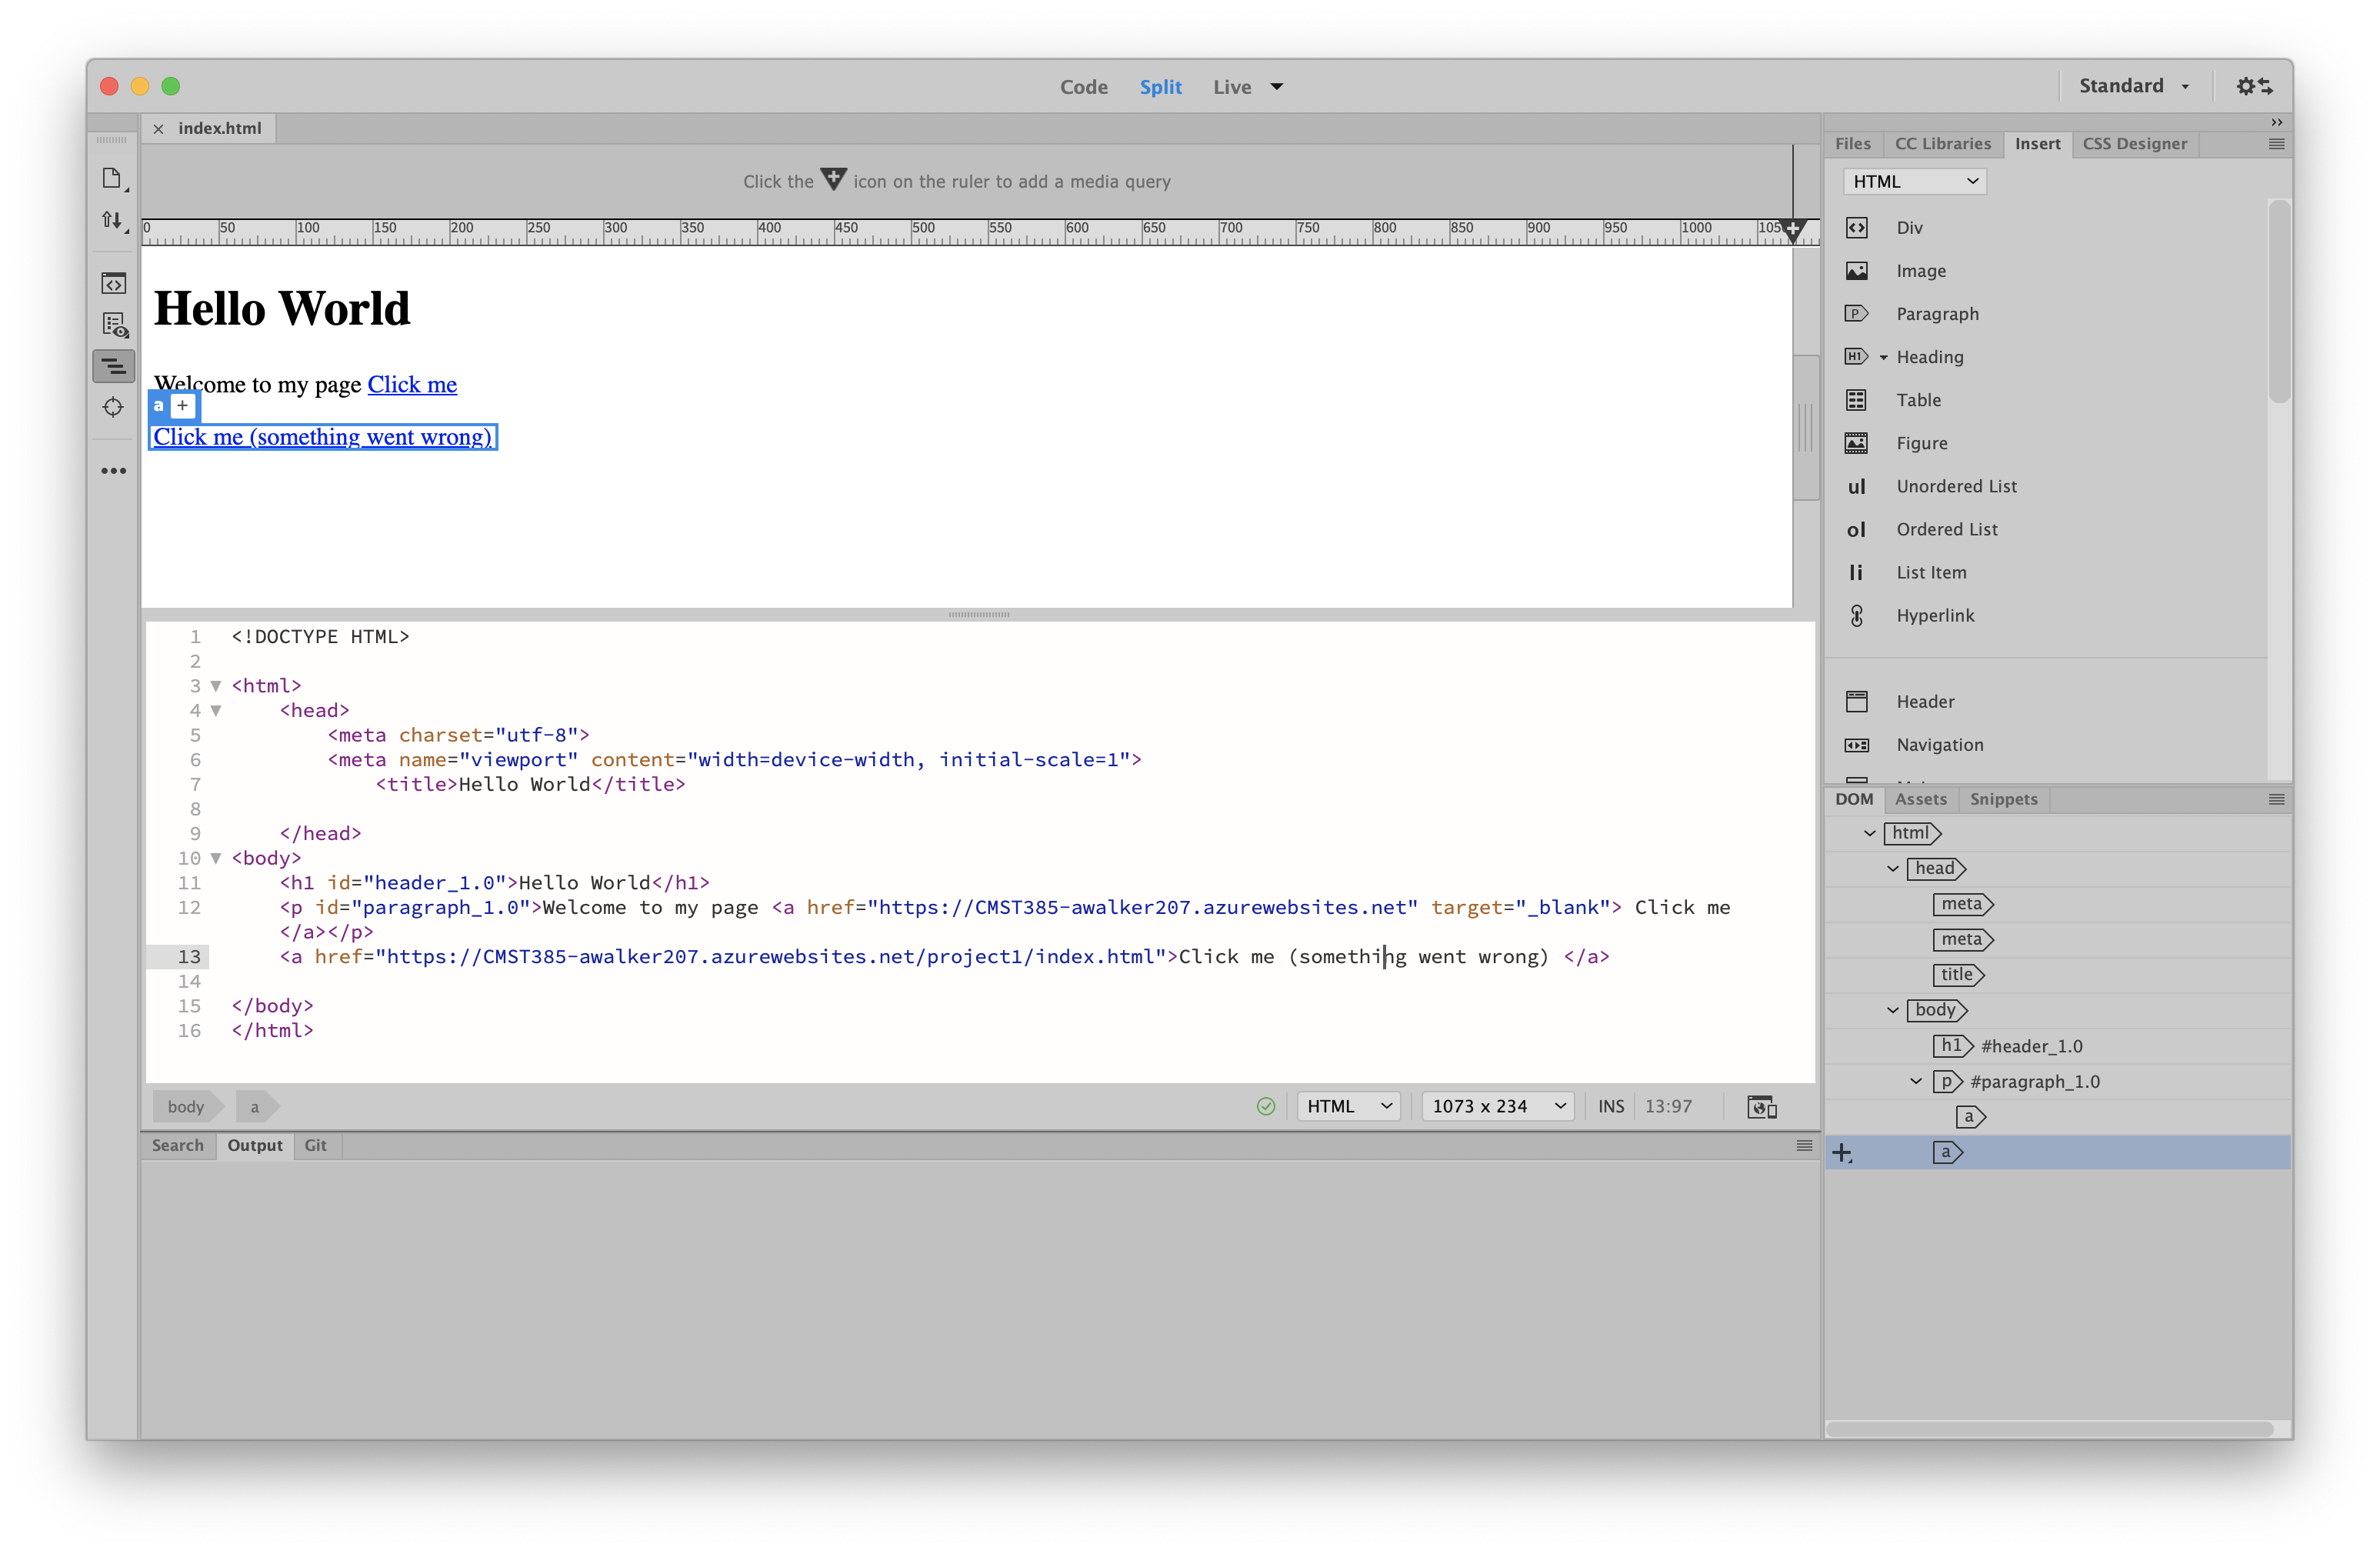 Code Split Live
Standard
index.html
Click the icon on the ruler to add a media query
0 50 100 150 200 250 300 350 400 450 500 550 600 650 700 750 800 850 900 950 1000
Hello World
Welcome to my page Click me
a +
Click me (something went wrong)
1 <!DOCTYPE HTML>
2
3 <html>
4 <head>
5 <meta charset="utf-8">
6 <meta name="viewport" content="width=device-width, initial-scale=1">
7 <title>Hello World</title>
8
9 </head>
10 <body>
11 <h1 id="header_1.0">Hello World</h1>
12 <p id="paragraph_1.0">Welcome to my page <a href="https://CMST385-awalker207.azurewebsites.net" target="_blank"> Click me
</a></p>
13 <a href="https://CMST385-awalker207.azurewebsites.net/project1/index.html">Click me (something went wrong) </a>
14
15 </body>
16 </html>
body a
HTML 1073 x 234 INS 13:97
Search Output Git
Files CC Libraries Insert CSS Designer
HTML
Div
Image
P Paragraph
H1 Heading
Table
Figure
ul Unordered List
ol Ordered List
li List Item
Hyperlink
Header
Navigation
DOM Assets Snippets
html
head
meta
meta
title
body
h1 #header_1.0
p #paragraph_1.0
a
a